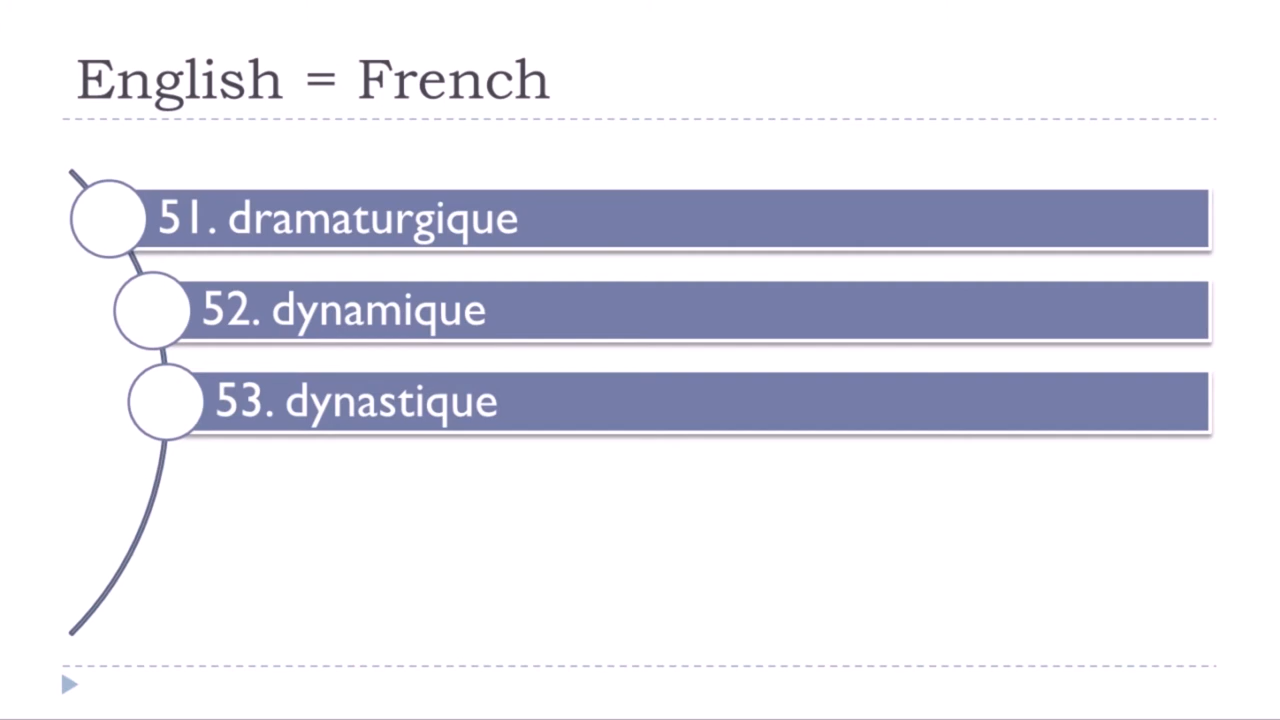 English = French
51. dramaturgique
52. dynamique
53. dynastique